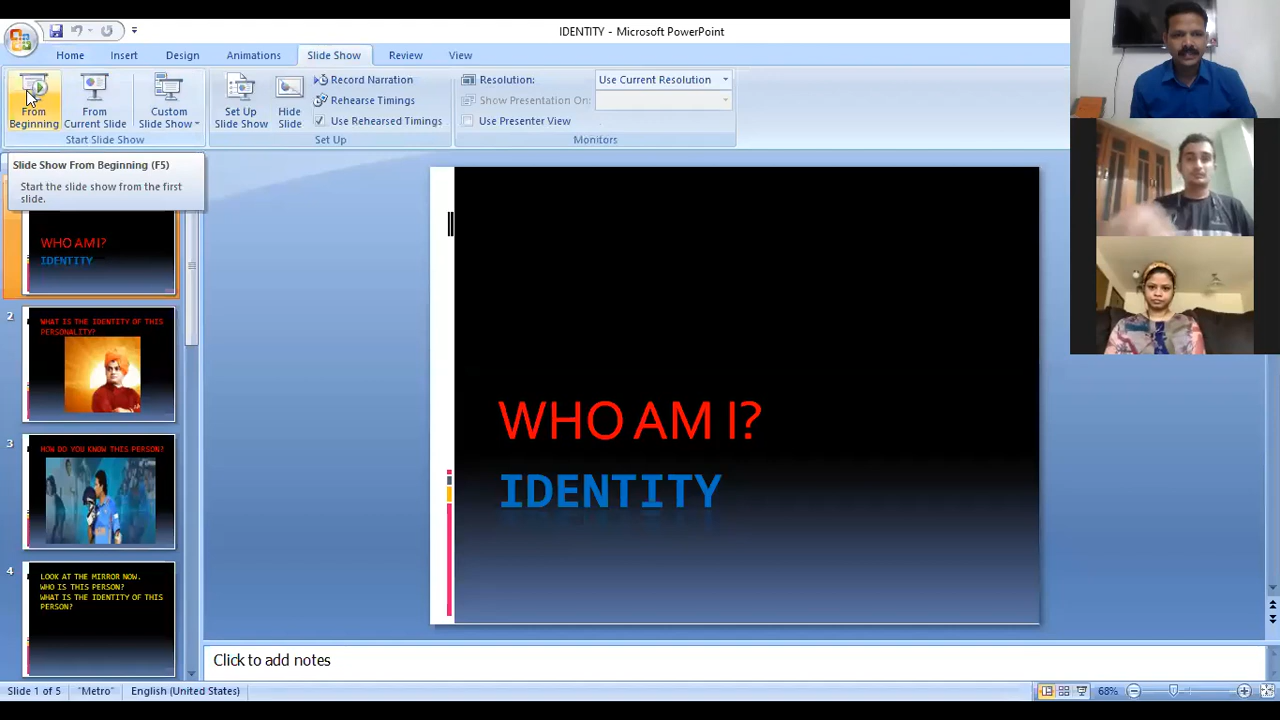 IDENTITY - Microsoft PowerPoint
Home Insert Design Animations Slide Show Review View
From Beginning
From Current Slide
Custom Slide Show
Start Slide Show
Set Up Slide Show
Hide Slide
Record Narration
Rehearse Timings
Use Rehearsed Timings
Set Up
Resolution: Use Current Resolution
Show Presentation On:
Use Presenter View
Monitors
Slide Show From Beginning (F5)
Start the slide show from the first
slide.
WHO AM I?
IDENTITY
2
WHAT IS THE IDENTITY OF THIS
PERSONALITY?
3
HOW DO YOU KNOW THIS PERSON?
4
LOOK AT THE MIRROR NOW.
WHO IS THIS PERSON?
WHAT IS THE IDENTITY OF THIS
PERSON?
WHO AM I?
IDENTITY
Click to add notes
Slide 1 of 5 "Metro" English (United States) 68%